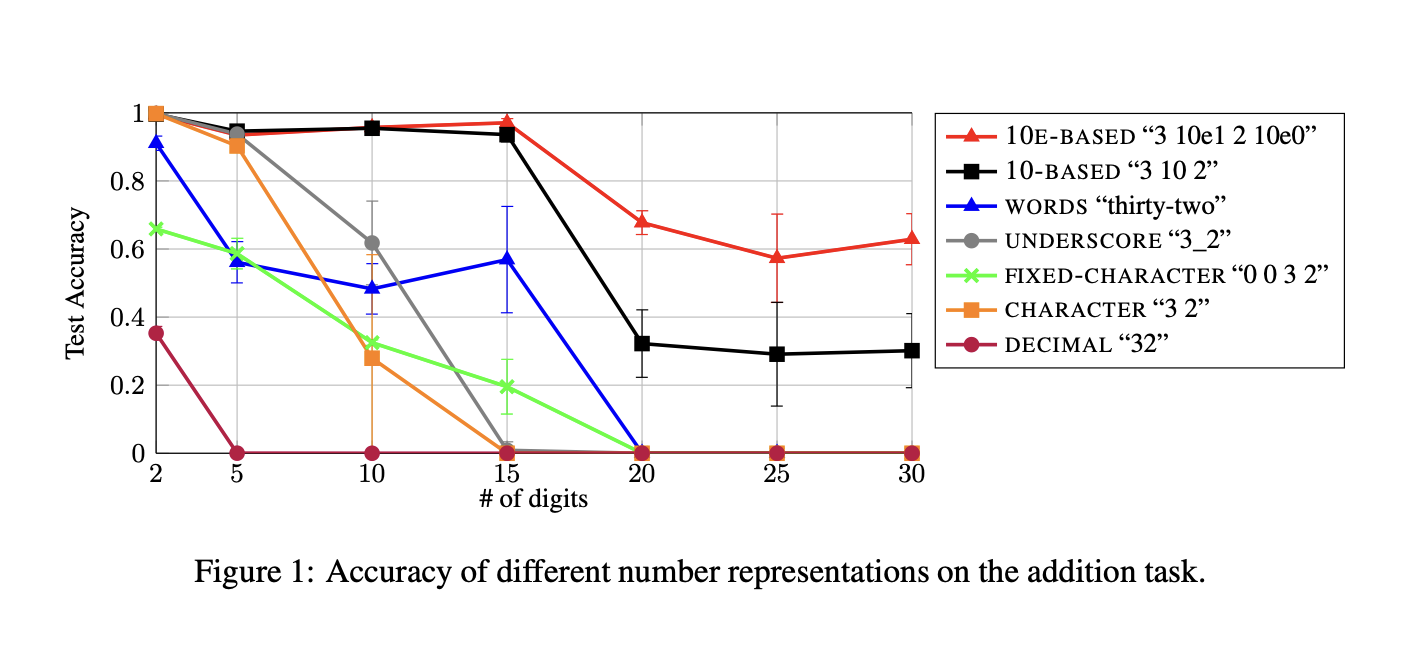 1
0.8
0.6
0.4
0.2
0
Test Accuracy
2 5 10 15 20 25 30
# of digits
10E-BASED “3 10e1 2 10e0”
10-BASED “3 10 2”
WORDS “thirty-two”
UNDERSCORE “3_2”
FIXED-CHARACTER “0 0 3 2”
CHARACTER “3 2”
DECIMAL “32”
Figure 1: Accuracy of different number representations on the addition task.